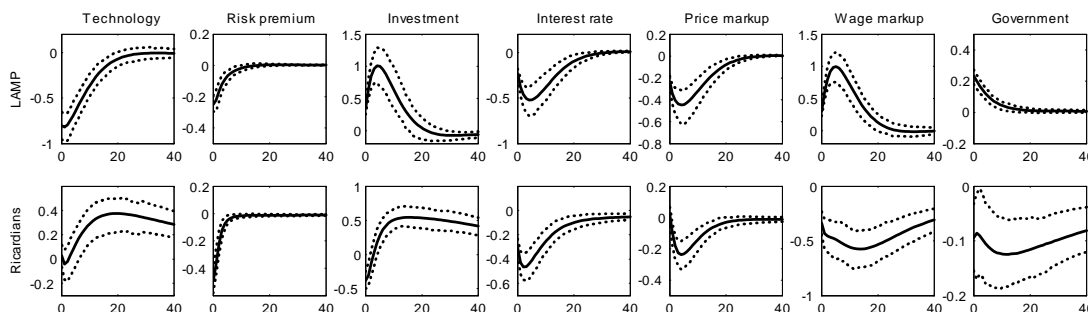 Technology Risk premium Investment Interest rate Price markup Wage markup Government
LAMP
0 -0.5 -1
0.2 0 -0.2 -0.4
1.5 1 0.5 0
0 -0.5 -1
0.2 0 -0.2 -0.4 -0.6 -0.8
1.5 1 0.5 0
0.4 0.2 0 -0.2
0 20 40 0 20 40 0 20 40 0 20 40 0 20 40 0 20 40 0 20 40
Ricardians
0.4 0.2 0 -0.2
0.2 0 -0.2 -0.4
1 0.5 0 -0.5
0.2 0 -0.2 -0.4 -0.6
0.2 0 -0.2 -0.4 -0.6
0 -0.5 -1
0 -0.1 -0.2
0 20 40 0 20 40 0 20 40 0 20 40 0 20 40 0 20 40 0 20 40